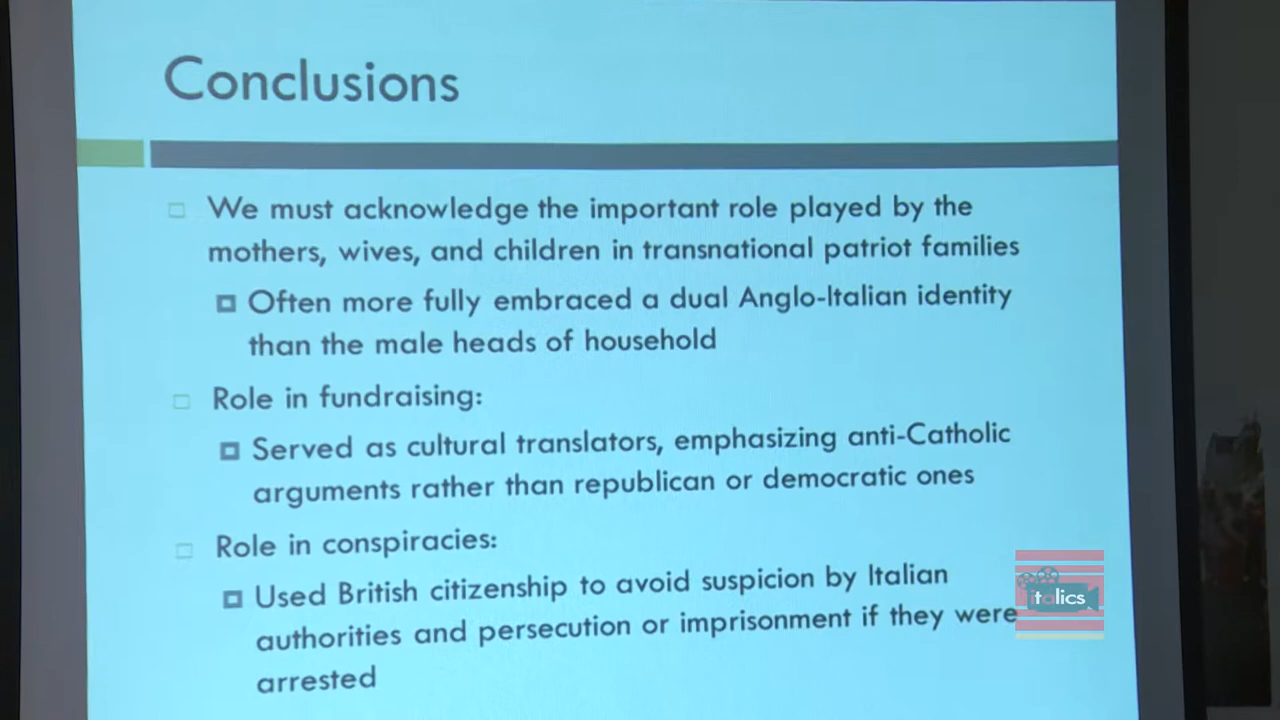 Conclusions
We must acknowledge the important role played by the
mothers, wives, and children in transnational patriot families
Often more fully embraced a dual Anglo-Italian identity
than the male heads of household
Role in fundraising:
Served as cultural translators, emphasizing anti-Catholic
arguments rather than republican or democratic ones
Role in conspiracies:
Used British citizenship to avoid suspicion by Italian
authorities and persecution or imprisonment if they were
arrested
italics